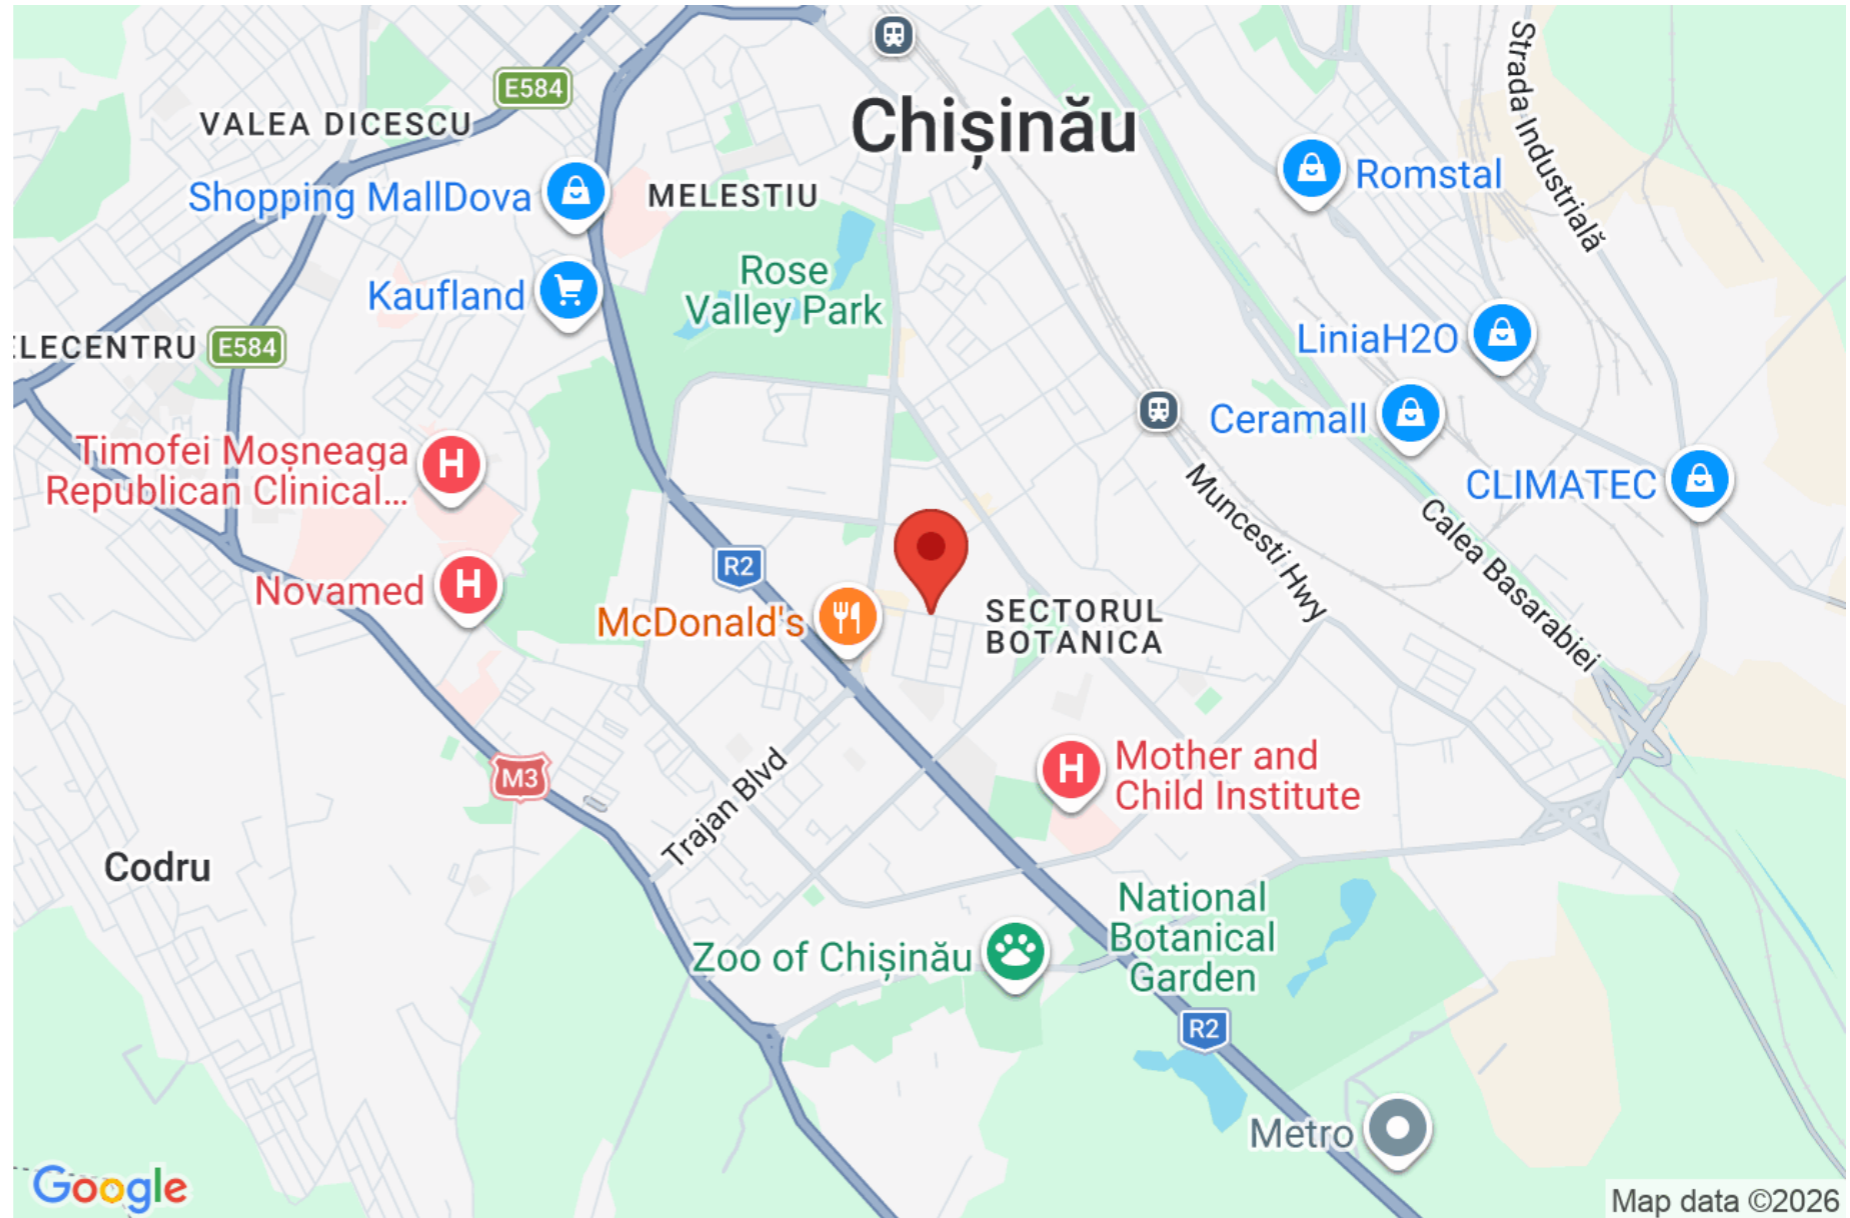 E584
Chișinău
VALEA DICESCU
Strada Industrială
Romstal
Shopping MallDova
MELESTIU
Rose
Valley Park
Kaufland
LiniaH2O
ELECENTRU
E584
Ceramall
Timofei Moșneaga
Republican Clinical...
H
CLIMATEC
Muncesti Hwy
Calea Basarabiei
R2
Novamed
H
McDonald's
SECTORUL
BOTANICA
H
Mother and
Child Institute
M3
Trajan Blvd
Codru
National
Botanical
Garden
Zoo of Chișinău
R2
Metro
Google
Map data ©2026